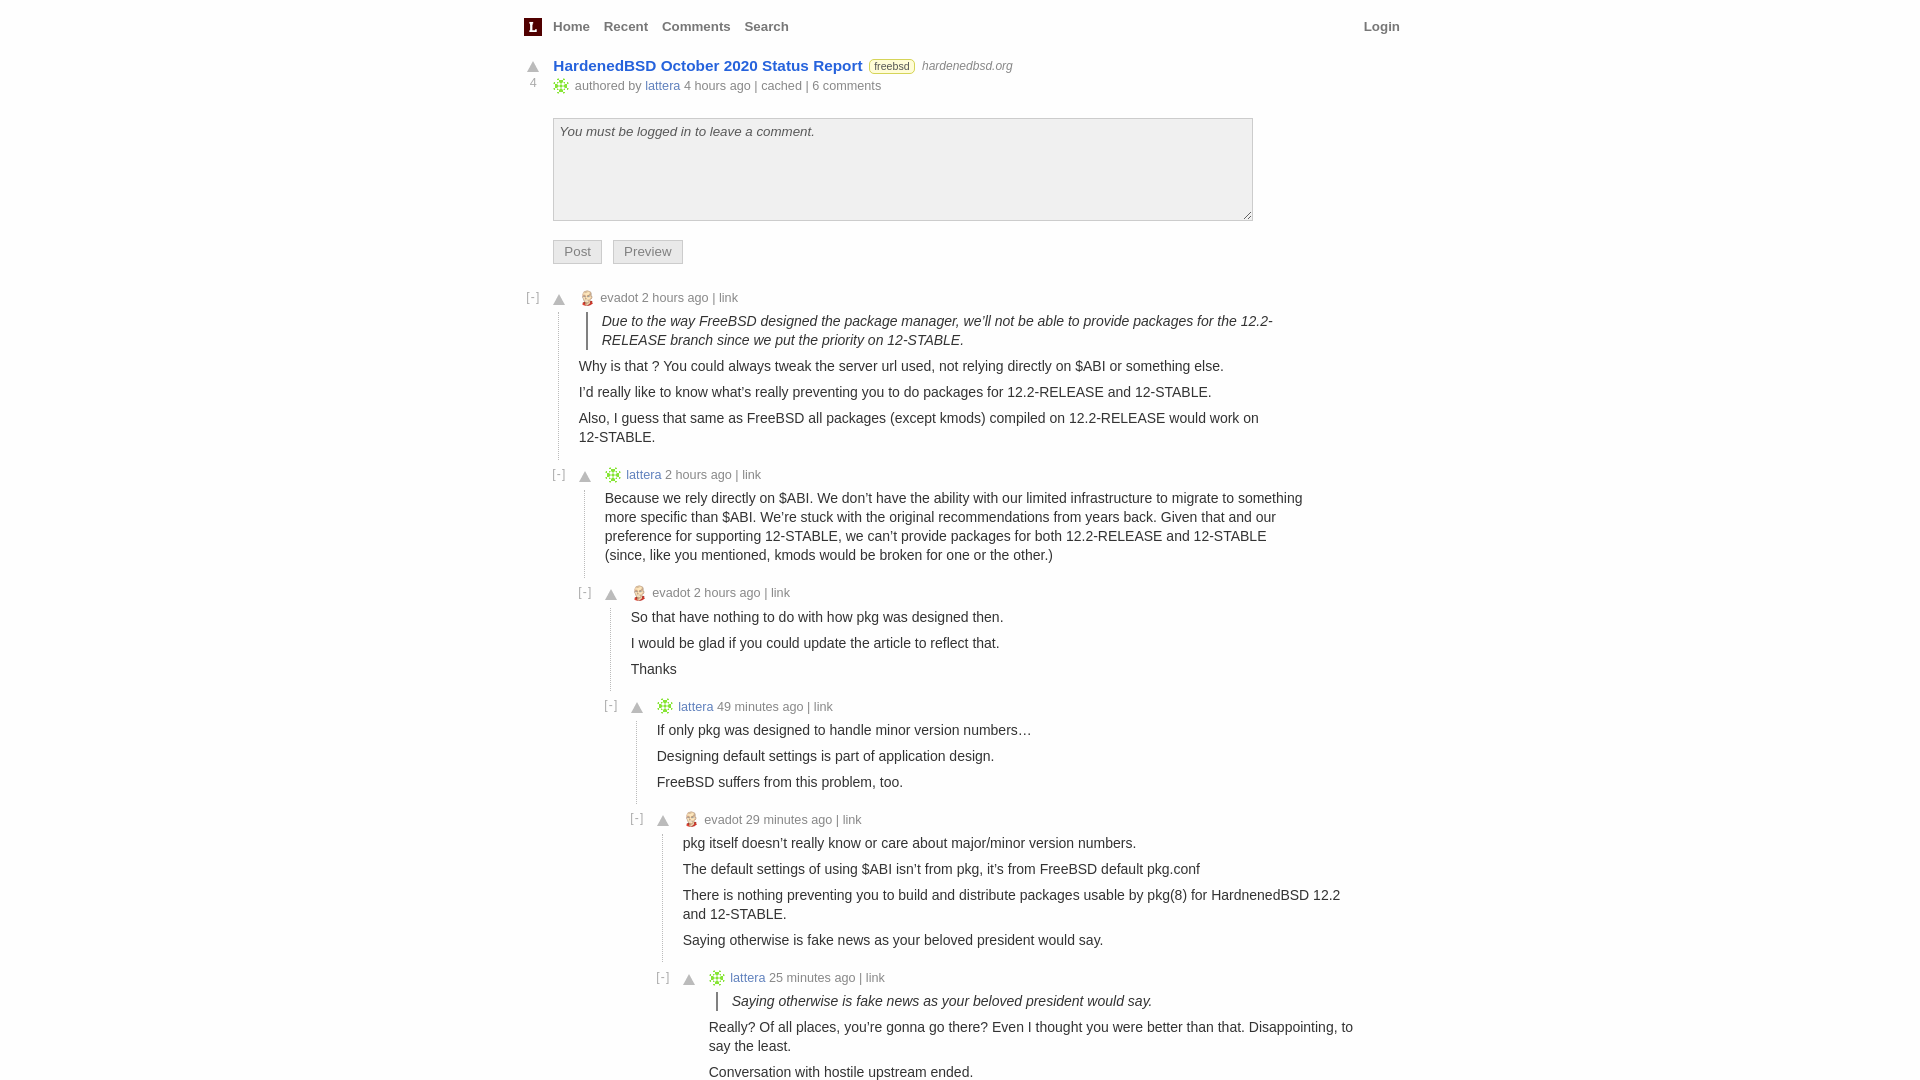 L Home Recent Comments Search Login
HardenedBSD October 2020 Status Report freebsd hardenedbsd.org
4 authored by lattera 4 hours ago | cached | 6 comments
You must be logged in to leave a comment.
Post Preview
[-] evadot 2 hours ago | link
Due to the way FreeBSD designed the package manager, we’ll not be able to provide packages for the 12.2-
RELEASE branch since we put the priority on 12-STABLE.
Why is that ? You could always tweak the server url used, not relying directly on $ABI or something else.
I’d really like to know what’s really preventing you to do packages for 12.2-RELEASE and 12-STABLE.
Also, I guess that same as FreeBSD all packages (except kmods) compiled on 12.2-RELEASE would work on
12-STABLE.
[-] lattera 2 hours ago | link
Because we rely directly on $ABI. We don’t have the ability with our limited infrastructure to migrate to something
more specific than $ABI. We’re stuck with the original recommendations from years back. Given that and our
preference for supporting 12-STABLE, we can’t provide packages for both 12.2-RELEASE and 12-STABLE
(since, like you mentioned, kmods would be broken for one or the other.)
[-] evadot 2 hours ago | link
So that have nothing to do with how pkg was designed then.
I would be glad if you could update the article to reflect that.
Thanks
[-] lattera 49 minutes ago | link
If only pkg was designed to handle minor version numbers…
Designing default settings is part of application design.
FreeBSD suffers from this problem, too.
[-] evadot 29 minutes ago | link
pkg itself doesn’t really know or care about major/minor version numbers.
The default settings of using $ABI isn’t from pkg, it’s from FreeBSD default pkg.conf
There is nothing preventing you to build and distribute packages usable by pkg(8) for HardnenedBSD 12.2
and 12-STABLE.
Saying otherwise is fake news as your beloved president would say.
[-] lattera 25 minutes ago | link
Saying otherwise is fake news as your beloved president would say.
Really? Of all places, you’re gonna go there? Even I thought you were better than that. Disappointing, to
say the least.
Conversation with hostile upstream ended.